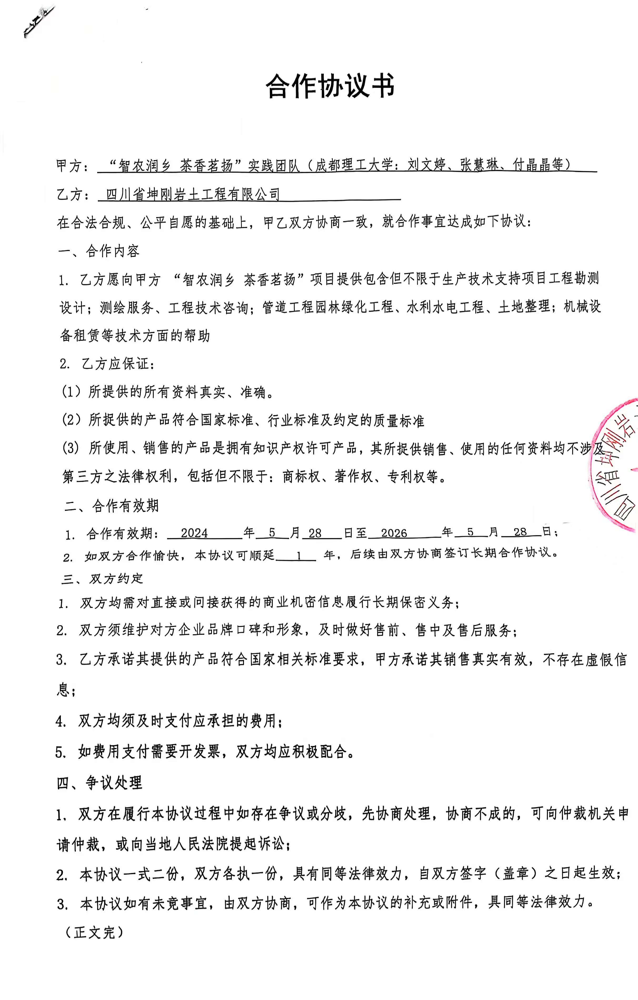 合作协议书
甲方：“智农润乡 茶香茗扬”实践团队（成都理工大学：刘文婷、张慧琳、付晶晶等）
乙方：四川省坤刚岩土工程有限公司
在合法合规、公平自愿的基础上，甲乙双方协商一致，就合作事宜达成如下协议：
一、合作内容
1. 乙方愿向甲方 “智农润乡 茶香茗扬”项目提供包含但不限于生产技术支持项目工程勘测
设计；测绘服务、工程技术咨询；管道工程园林绿化工程、水利水电工程、土地整理；机械设
备租赁等技术方面的帮助
2. 乙方应保证：
(1）所提供的所有资料真实、准确。
(2）所捉供的产品符合国家标准、行业标准及约定的质量标准
(3) 所使用、销售的产品是拥有知识产权许可产品，其所捉供销售、使用的任何资料均不涉及
第三方之法律权利，包括但不限于：商标权、著作权、专利权等。
二、合作有效期
1. 合作有效期：2024年5月28日至2026年5月28日；
2. 如双方合作愉快，本协议可顺延1年，后续由双方协商签订长期合作协议。
三、双方约定
1. 双方均需对直接或问接获得的商业机密信息履行长期保密义务；
2. 双方须维护对方企业品牌口碑和形象，及时做好售前、售中及售后服务；
3. 乙方承诺其提供的产品符合国家相关标准要求，甲方承诺其销售真实有效，不存在虚假信
息；
4. 双方均须及时支付应承担的费用；
5. 如费用支付需要开发票，双方均应积极配合。
四、争议处理
1. 双方在履行本协议过程中如存在争议或分歧，先协商处理，协商不成的，可向仲裁机关申
请仲裁，或向当地人民法院提起诉讼；
2. 本协议一式二份，双方各执一份，具有同等法律效力，自双方签字（盖章）之日起生效；
3. 本协议如有未竞事宜，由双方协商，可作为本协议的补充或附件，具同等法律效力。
（正文完）
四川省坤刚岩